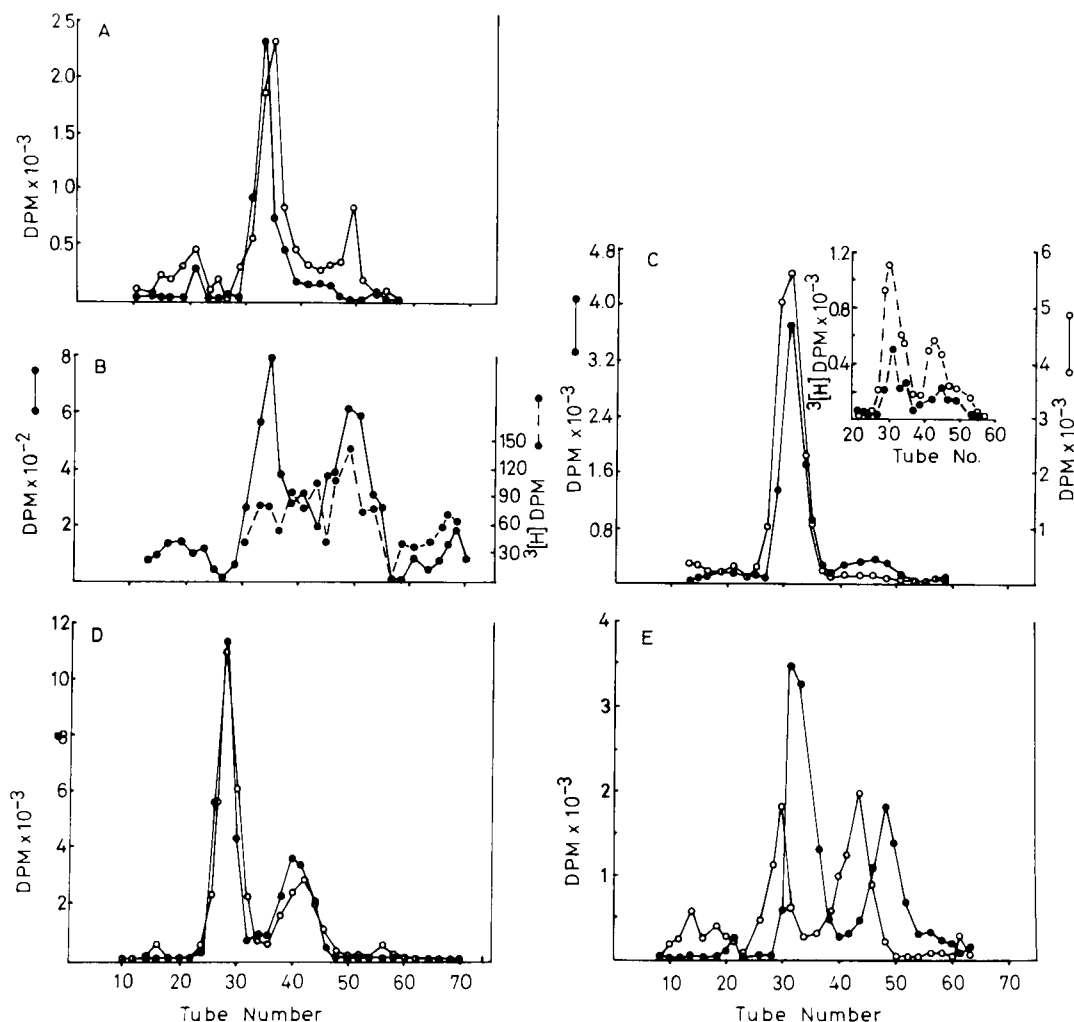 A
2.5
2.0
1.5
1.0
0.5
DPM x 10⁻³
B
8
6
4
2
DPM x 10⁻²
150
120
90
60
30
³[H] DPM
C
4.8
4.0
3.2
2.4
1.6
0.8
DPM x 10⁻³
1.2
0.8
0.4
³[H] DPM x 10⁻³
20 30 40 50 60
Tube No.
6
5
4
3
2
1
DPM x 10⁻³
D
12
10
8
6
4
2
DPM x 10⁻³
10 20 30 40 50 60 70
Tube Number
E
4
3
2
1
0
DPM x 10⁻³
10 20 30 40 50 60 70
Tube Number